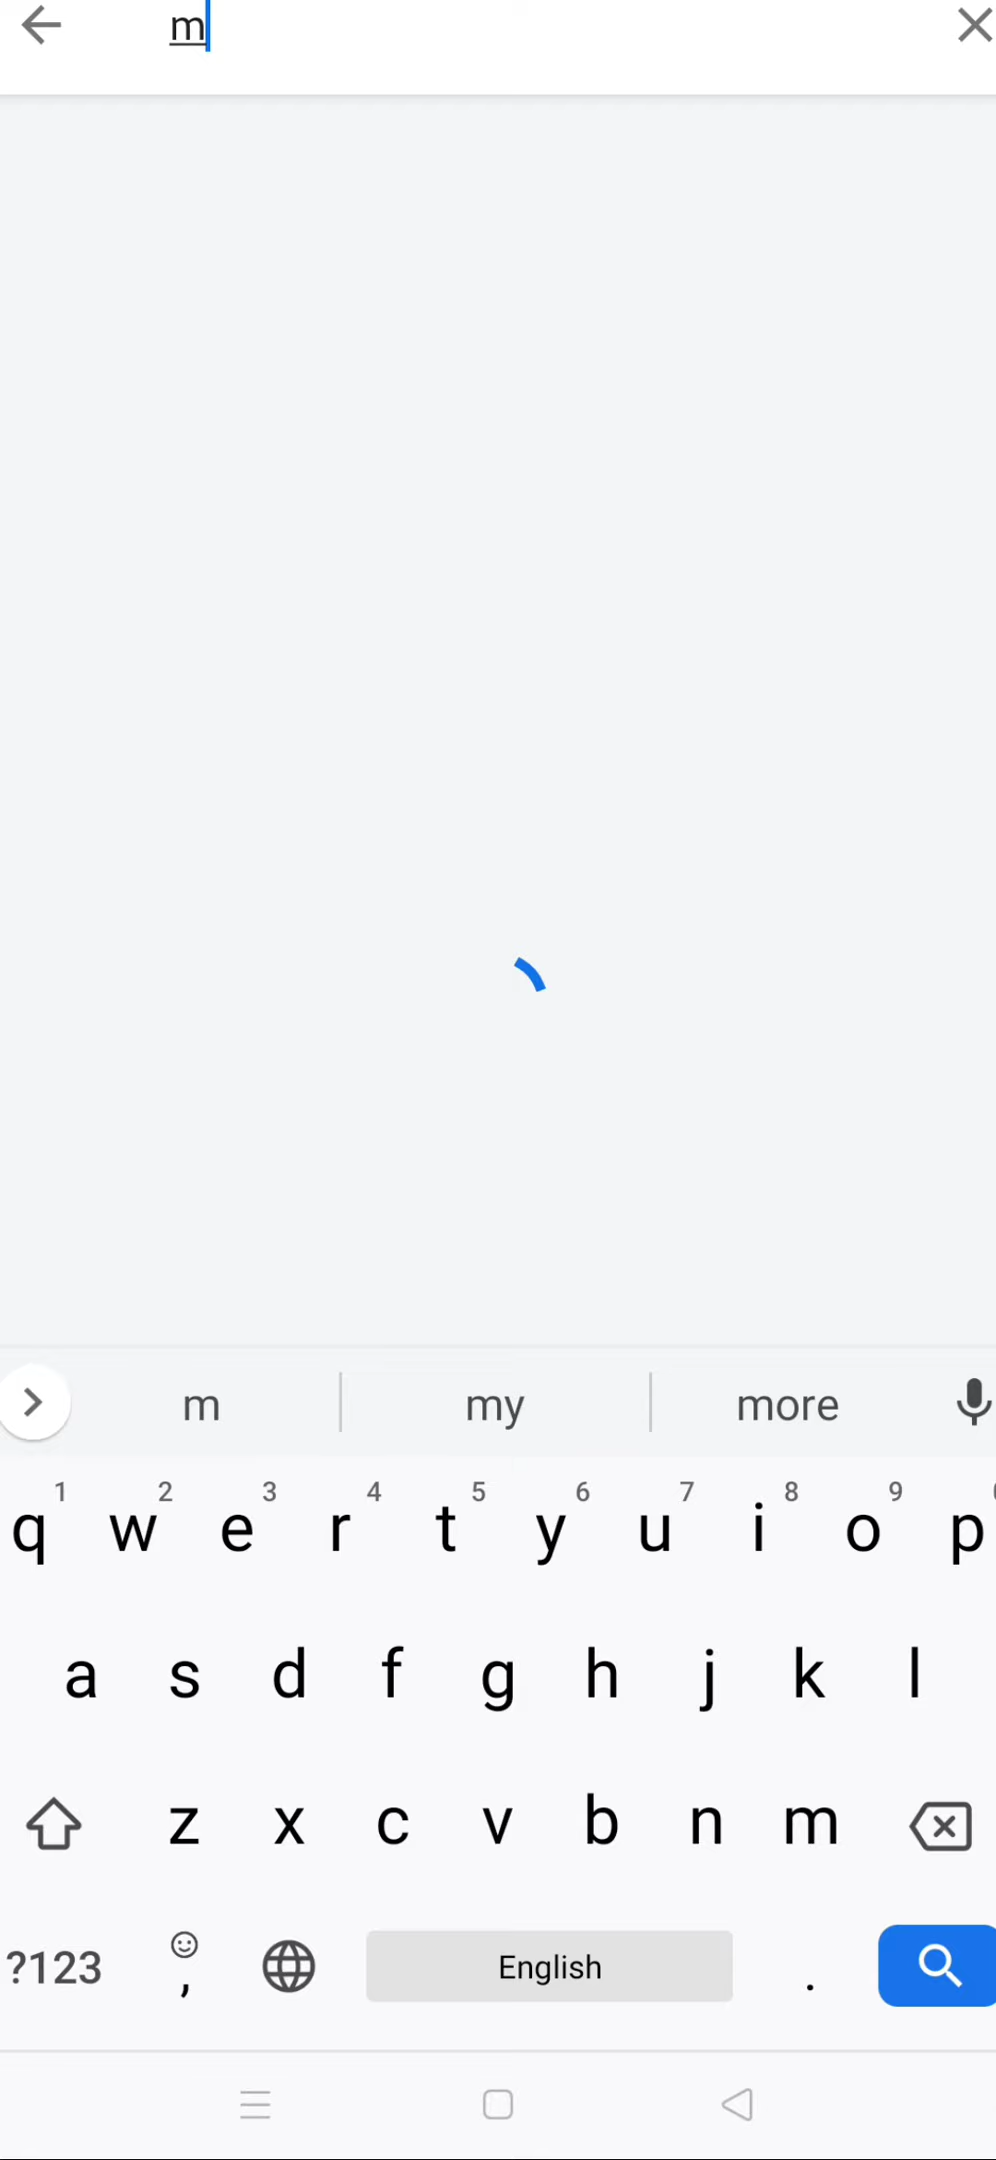 m
m my more
1 2 3 4 5 6 7 8 9
q w e r t y u i o p
a s d f g h j k l
z x c v b n m
?123 , English .